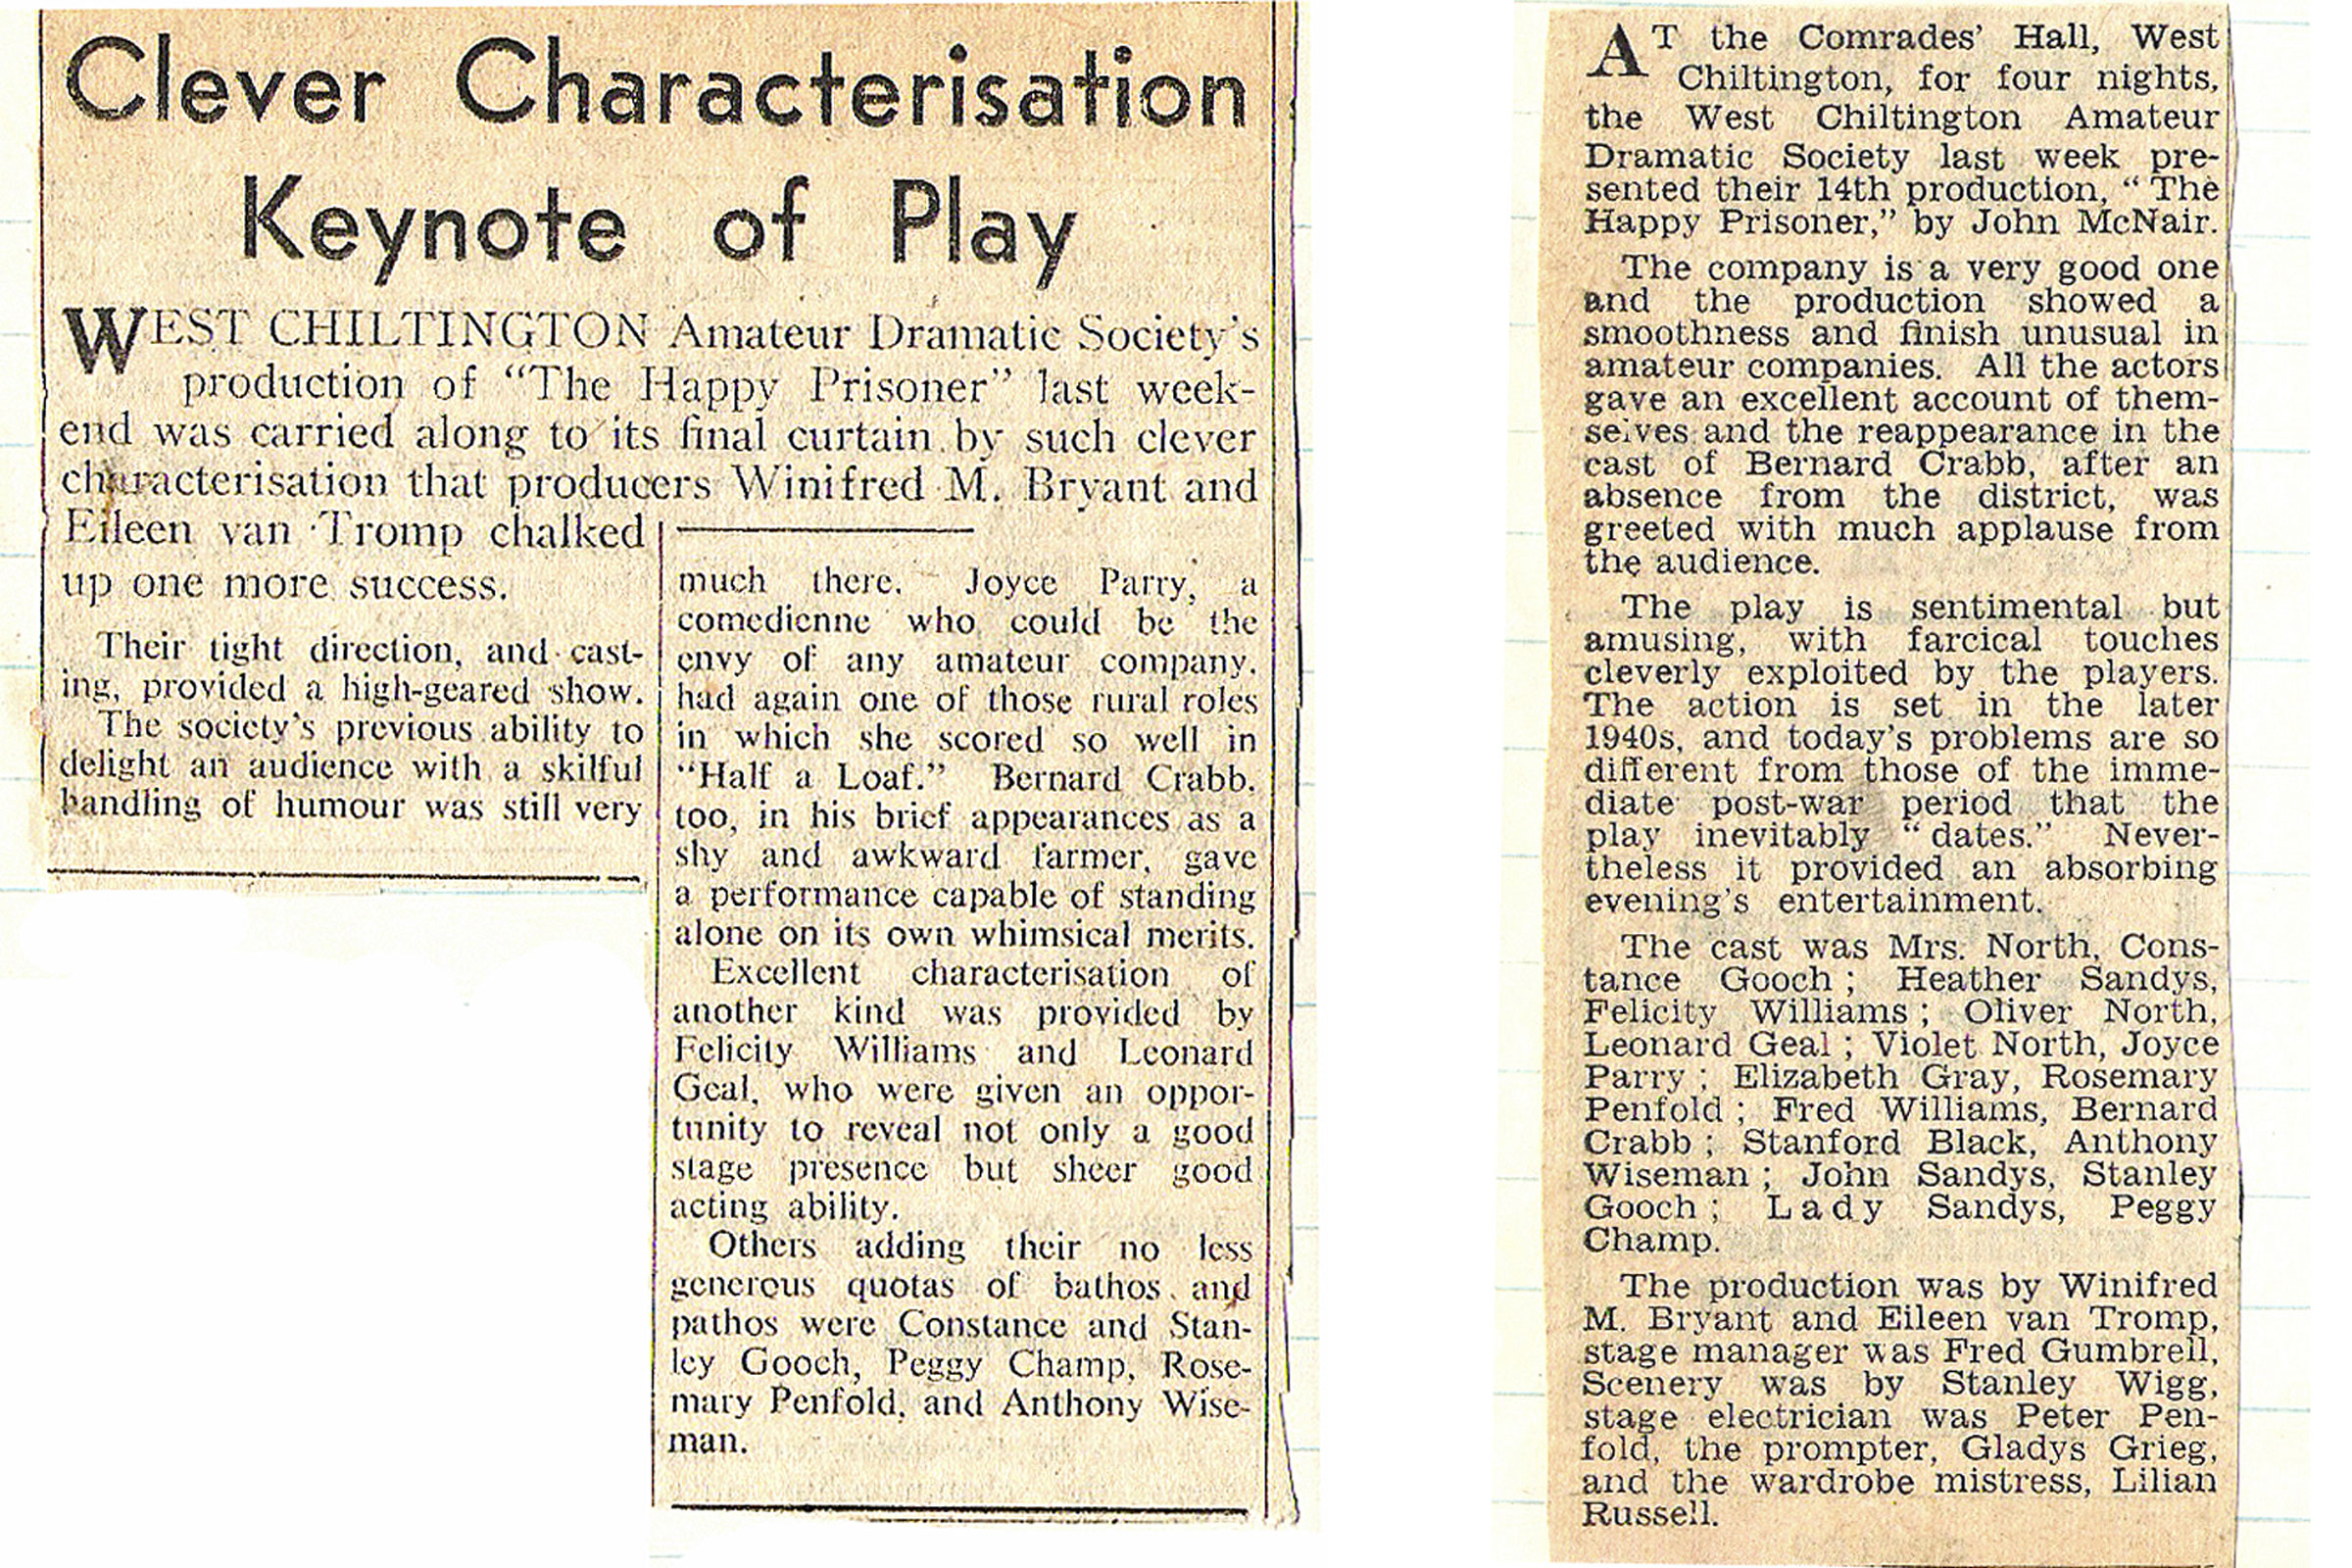 Clever Characterisation
Keynote of Play
WEST CHILTINGTON Amateur Dramatic Society's
production of "The Happy Prisoner" last week-
end was carried along to its final curtain by such clever
characterisation that producers Winifred M. Bryant and
Eileen van Tromp chalked
up one more success.
Their tight direction, and cast-
ing, provided a high-geared show.
The society's previous ability to
delight an audience with a skilful
handling of humour was still very
much there. Joyce Parry, a
comedienne who could be the
envy of any amateur company,
had again one of those rural roles
in which she scored so well in
"Half a Loaf." Bernard Crabb,
too, in his brief appearances as a
shy and awkward farmer, gave
a performance capable of standing
alone on its own whimsical merits.
Excellent characterisation of
another kind was provided by
Felicity Williams and Leonard
Geal, who were given an oppor-
tunity to reveal not only a good
stage presence but sheer good
acting ability.
Others adding their no less
generous quotas of bathos and
pathos were Constance and Stan-
ley Gooch, Peggy Champ, Rose-
mary Penfold, and Anthony Wise-
man.
AT the Comrades' Hall, West
Chiltington, for four nights,
the West Chiltington Amateur
Dramatic Society last week pre-
sented their 14th production, "The
Happy Prisoner," by John McNair.
The company is a very good one
and the production showed a
smoothness and finish unusual in
amateur companies. All the actors
gave an excellent account of them-
selves and the reappearance in the
cast of Bernard Crabb, after an
absence from the district, was
greeted with much applause from
the audience.
The play is sentimental but
amusing, with farcical touches
cleverly exploited by the players.
The action is set in the later
1940s, and today's problems are so
different from those of the imme-
diate post-war period that the
play inevitably "dates." Never-
theless it provided an absorbing
evening's entertainment.
The cast was Mrs. North, Cons-
tance Gooch; Heather Sandys,
Felicity Williams; Oliver North,
Leonard Geal; Violet North, Joyce
Parry; Elizabeth Gray, Rosemary
Penfold; Fred Williams, Bernard
Crabb; Stanford Black, Anthony
Wiseman; John Sandys, Stanley
Gooch; Lady Sandys, Peggy
Champ.
The production was by Winifred
M. Bryant and Eileen van Tromp,
stage manager was Fred Gumbrell,
Scenery was by Stanley Wigg,
stage electrician was Peter Pen-
fold, the prompter, Gladys Grieg,
and the wardrobe mistress, Lilian
Russell.